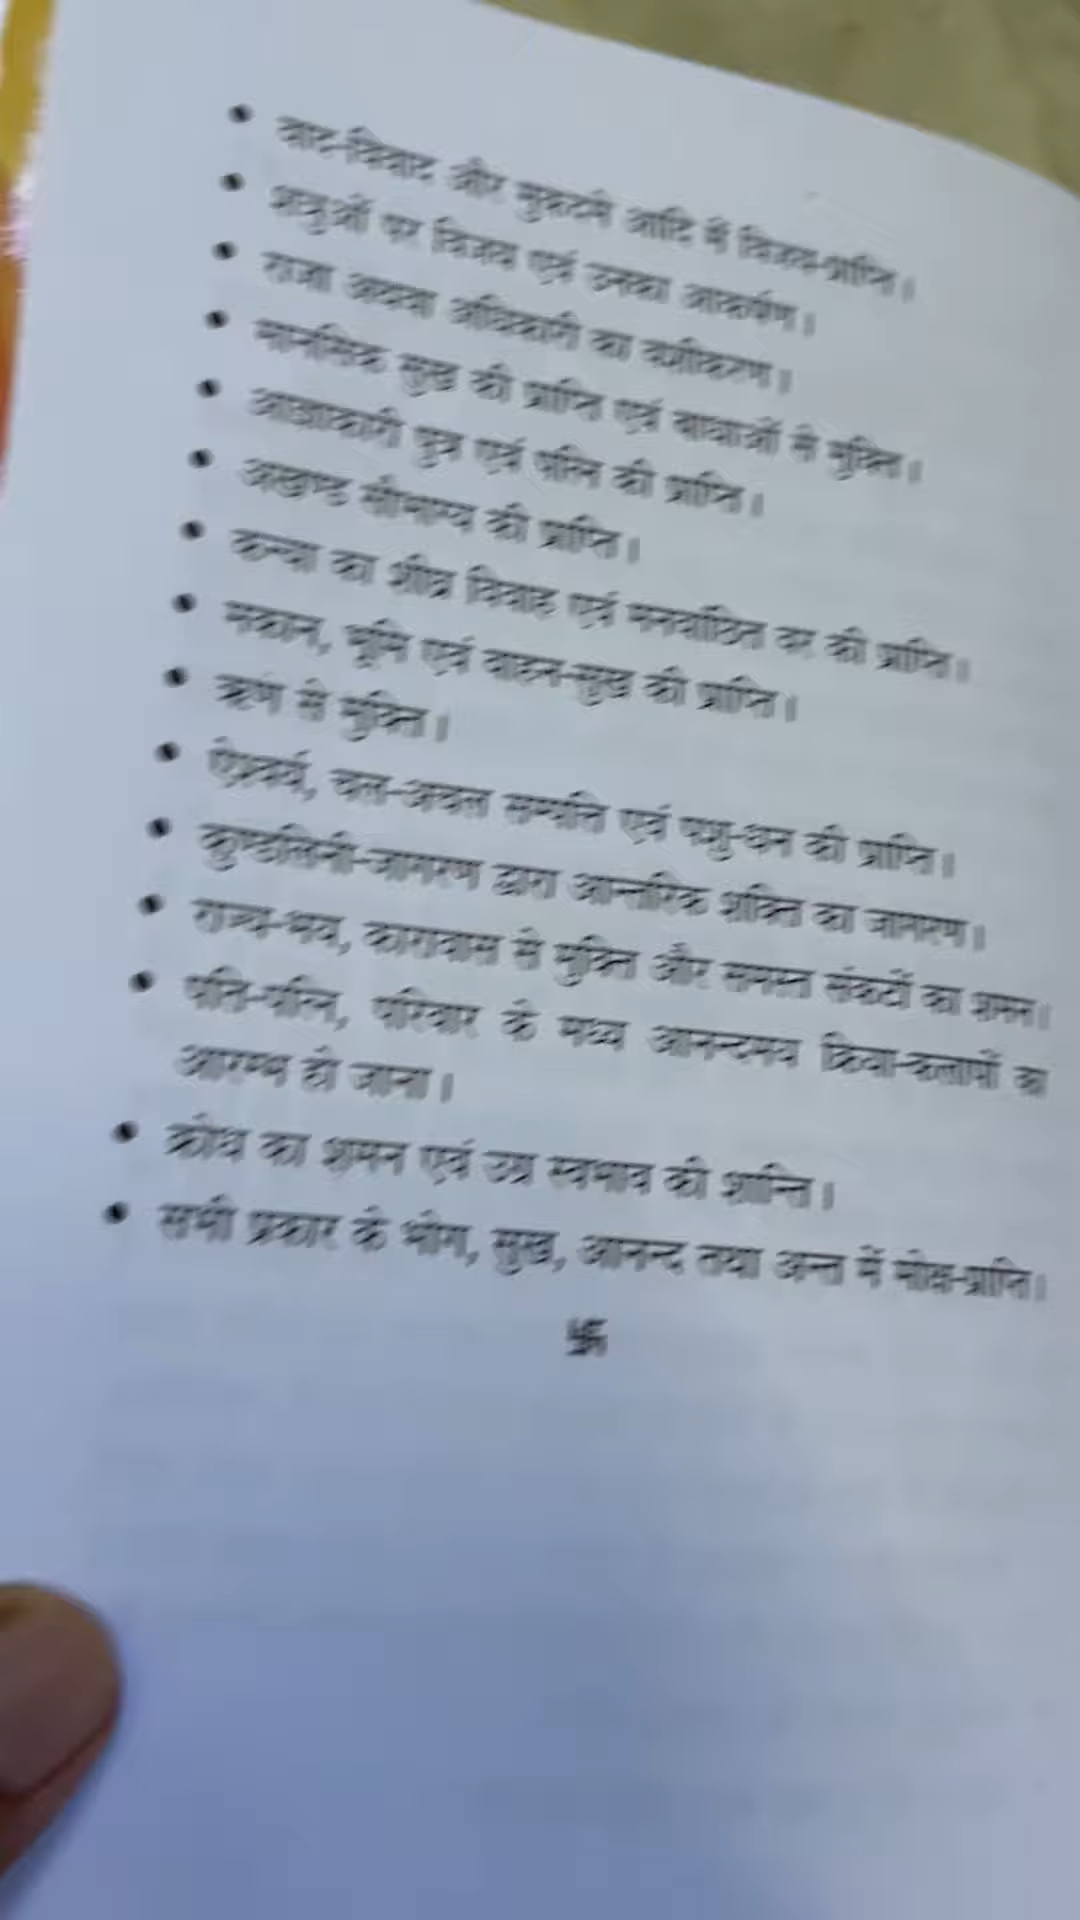 • वाद-विवाद और मुकदमे आदि में विजय-प्राप्ति।
• शत्रुओं पर विजय एवं उनका आकर्षण।
• राजा अथवा अधिकारी का वशीकरण।
• मानसिक सुख की प्राप्ति एवं बाधाओं से मुक्ति।
• आज्ञाकारी पुत्र एवं पत्नि की प्राप्ति।
• अखण्ड सौभाग्य की प्राप्ति।
• कन्या का शीघ्र विवाह एवं मनवांछित वर की प्राप्ति।
• मकान, भूमि एवं वाहन-सुख की प्राप्ति।
• ऋण से मुक्ति।
• ऐश्वर्य, चल-अचल सम्पत्ति एवं पशु-धन की प्राप्ति।
• कुण्डलिनी-जागरण द्वारा आन्तरिक शक्ति का जागरण।
• राज्य-भय, कारावास से मुक्ति और समस्त संकटों का शमन।
• पति-पत्नि, परिवार के मध्य आनन्दमय क्रिया-कलापों का
आरम्भ हो जाना।
• क्रोध का शमन एवं उग्र स्वभाव की शान्ति।
• सभी प्रकार के भोग, सुख, आनन्द तथा अन्त में मोक्ष-प्राप्ति।
卐